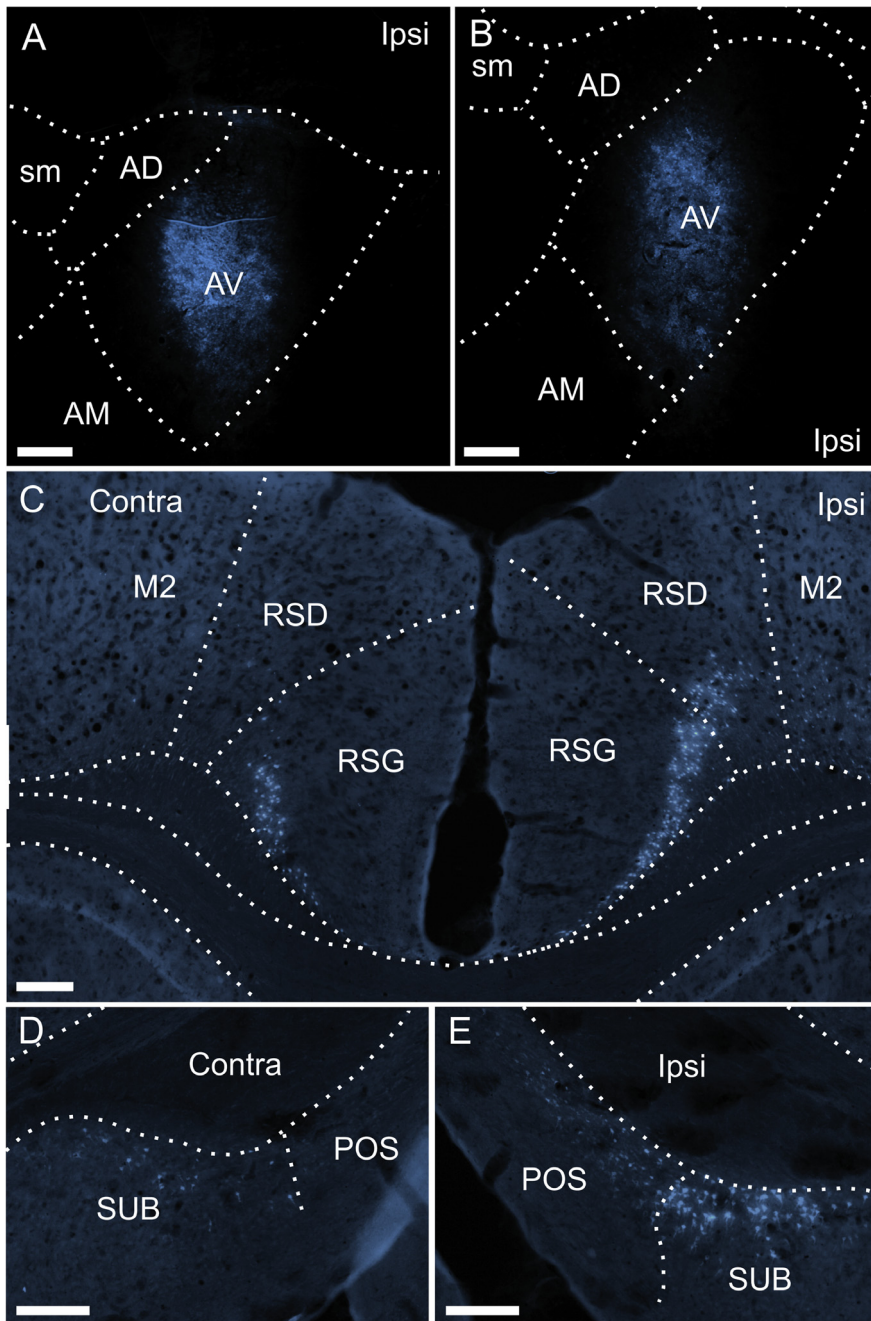 A
Ipsi
sm
AD
AV
AM
B
sm
AD
AV
AM
Ipsi
C
Contra
Ipsi
M2
RSD
RSD
M2
RSG
RSG
D
Contra
POS
SUB
E
Ipsi
POS
SUB